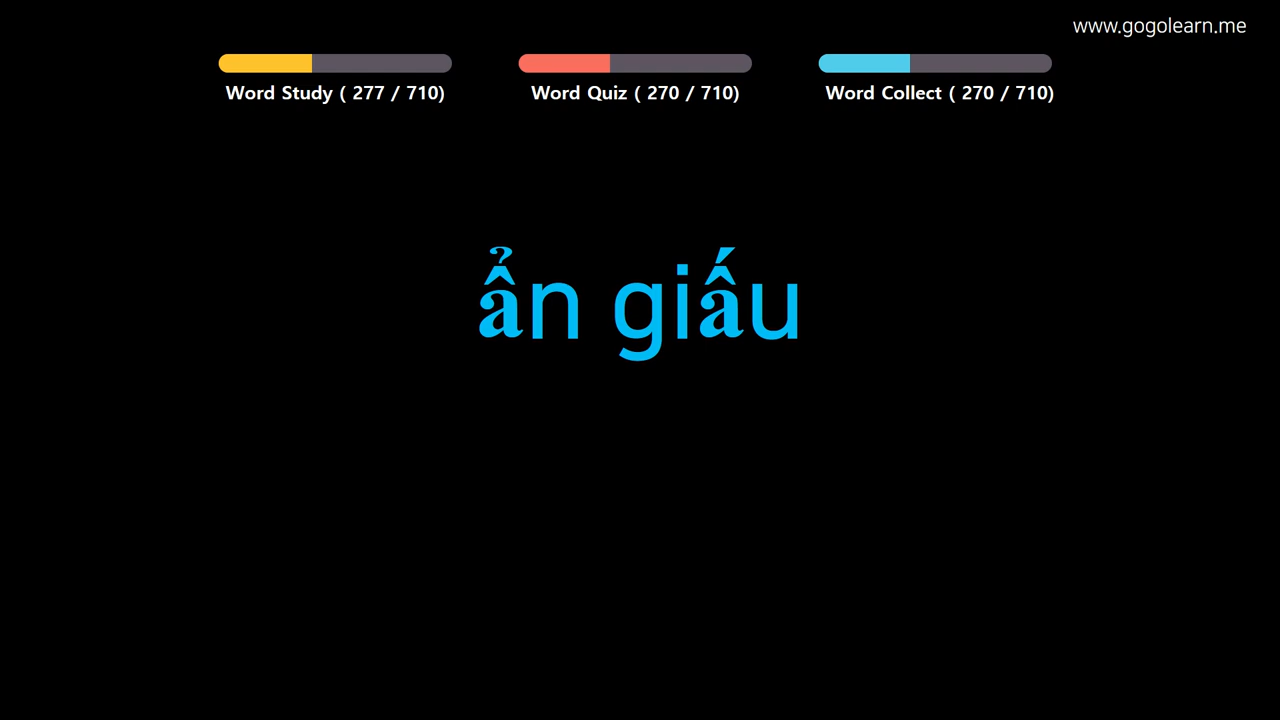 www.gogolearn.me
Word Study ( 277 / 710)
Word Quiz ( 270 / 710)
Word Collect ( 270 / 710)
ẩn giấu